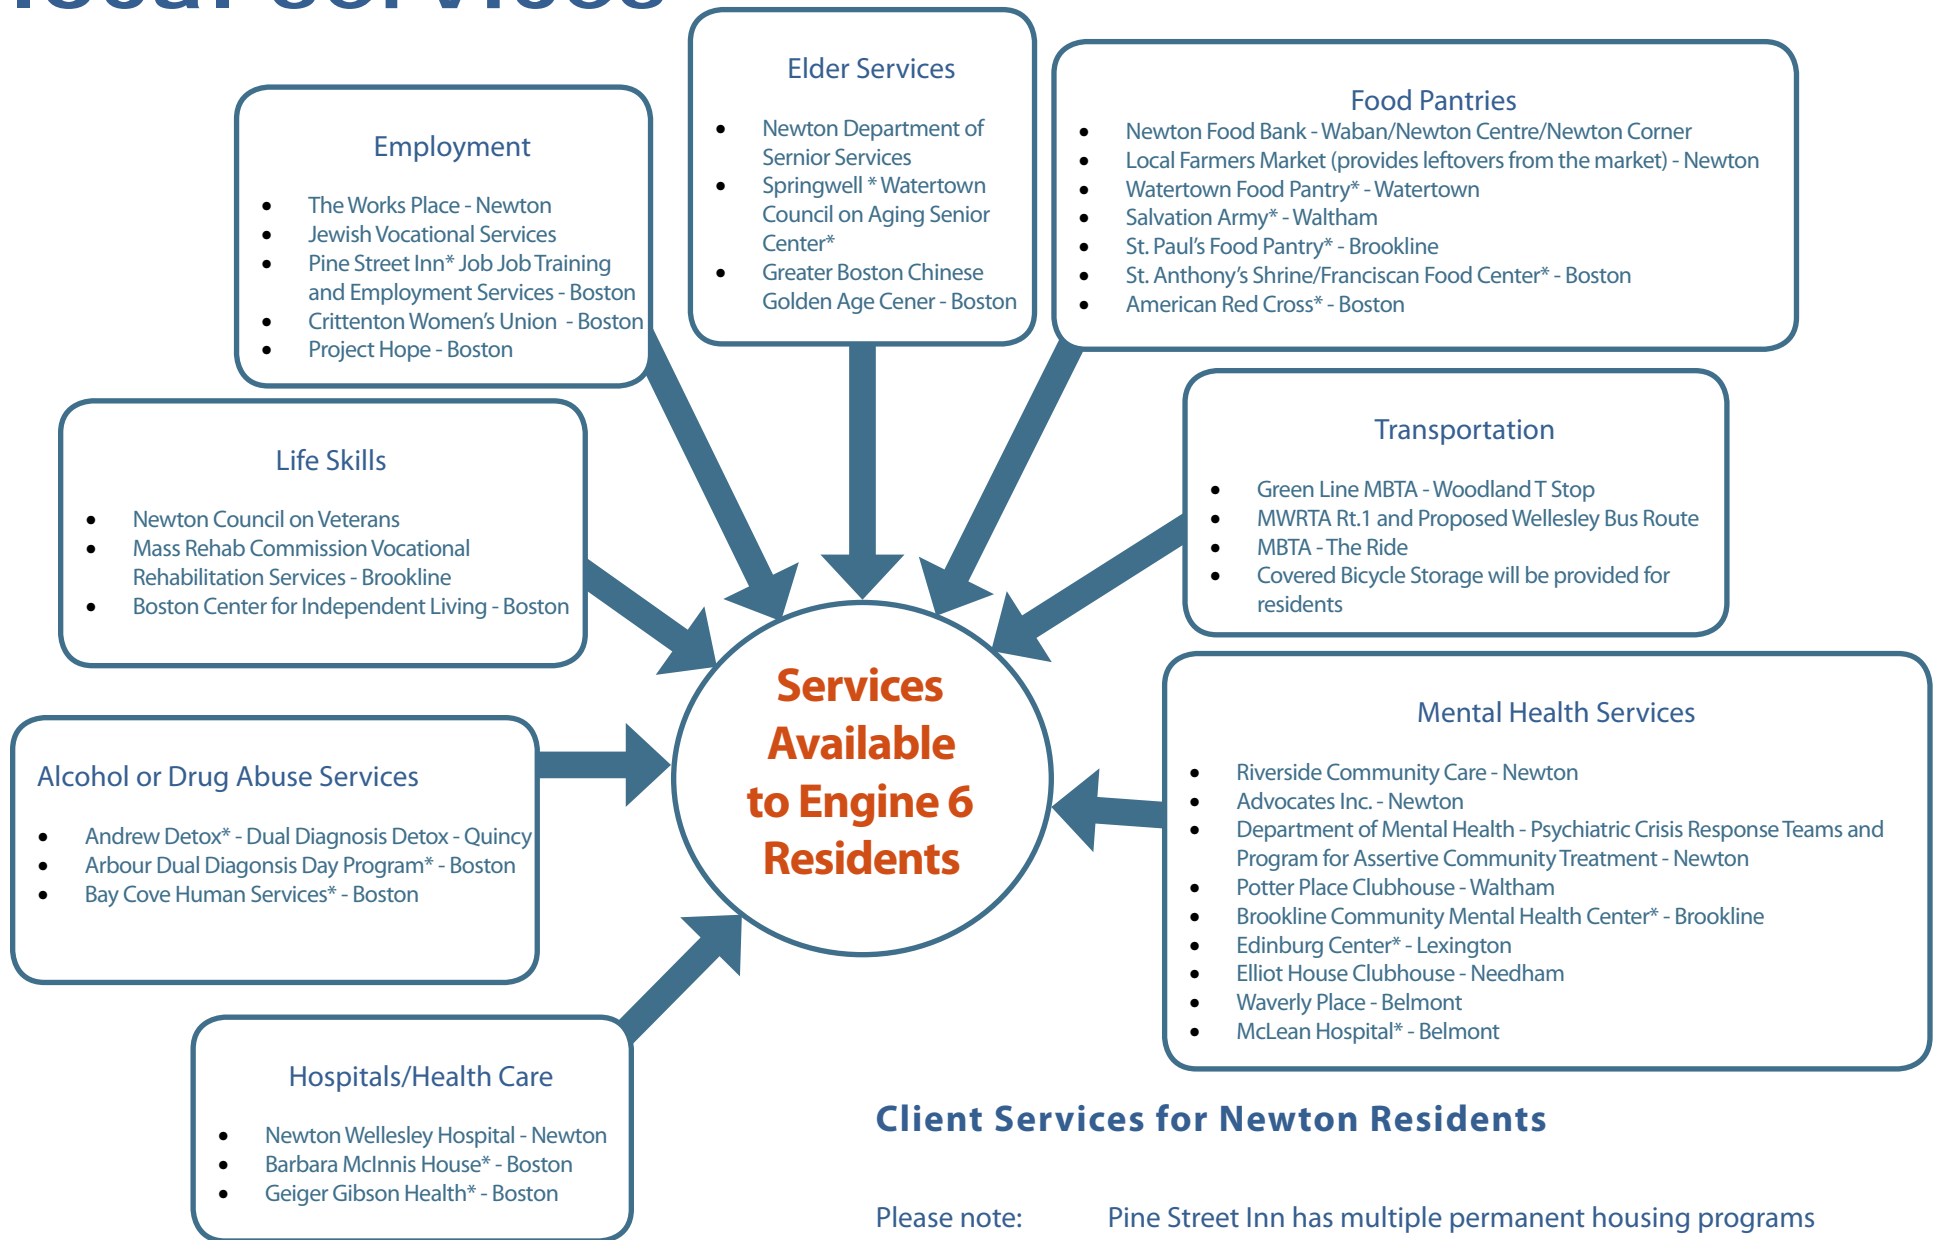 local services
Elder Services
• Newton Department of
Sernior Services
• Springwell * Watertown
Council on Aging Senior
Center*
• Greater Boston Chinese
Golden Age Cener - Boston
Food Pantries
• Newton Food Bank - Waban/Newton Centre/Newton Corner
• Local Farmers Market (provides leftovers from the market) - Newton
• Watertown Food Pantry* - Watertown
• Salvation Army* - Waltham
• St. Paul's Food Pantry* - Brookline
• St. Anthony's Shrine/Franciscan Food Center* - Boston
• American Red Cross* - Boston
Employment
• The Works Place - Newton
• Jewish Vocational Services
• Pine Street Inn* Job Job Training
and Employment Services - Boston
• Crittenton Women's Union - Boston
• Project Hope - Boston
Transportation
• Green Line MBTA - Woodland T Stop
• MWRTA Rt.1 and Proposed Wellesley Bus Route
• MBTA - The Ride
• Covered Bicycle Storage will be provided for
residents
Life Skills
• Newton Council on Veterans
• Mass Rehab Commission Vocational
Rehabilitation Services - Brookline
• Boston Center for Independent Living - Boston
Services
Available
to Engine 6
Residents
Mental Health Services
• Riverside Community Care - Newton
• Advocates Inc. - Newton
• Department of Mental Health - Psychiatric Crisis Response Teams and
Program for Assertive Community Treatment - Newton
• Potter Place Clubhouse - Waltham
• Brookline Community Mental Health Center* - Brookline
• Edinburg Center* - Lexington
• Elliot House Clubhouse - Needham
• Waverly Place - Belmont
• McLean Hospital* - Belmont
Alcohol or Drug Abuse Services
• Andrew Detox* - Dual Diagnosis Detox - Quincy
• Arbour Dual Diagonsis Day Program* - Boston
• Bay Cove Human Services* - Boston
Hospitals/Health Care
• Newton Wellesley Hospital - Newton
• Barbara McInnis House* - Boston
• Geiger Gibson Health* - Boston
Client Services for Newton Residents
Please note: Pine Street Inn has multiple permanent housing programs